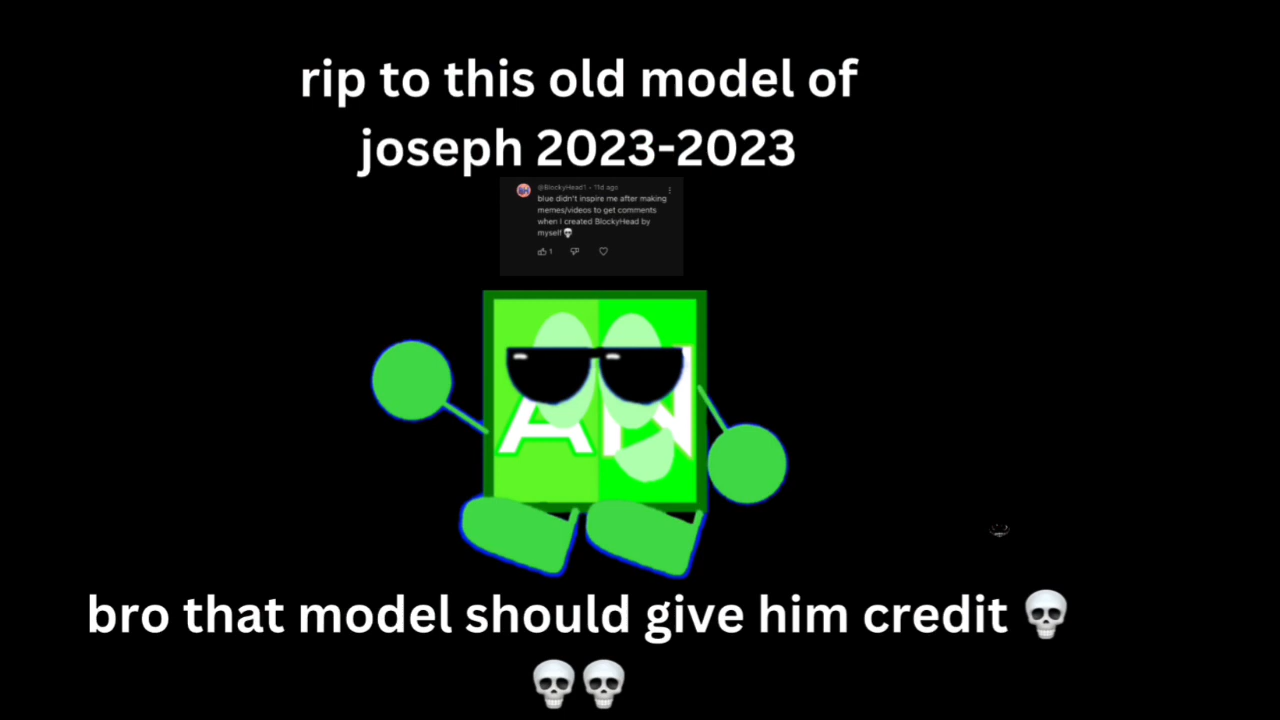 rip to this old model of
joseph 2023-2023
@BlockyHead1 • 11d ago
blue didn't inspire me after making
memes/videos to get comments
when I created BlockyHead by
myself💀
1
AN
bro that model should give him credit 💀
💀💀